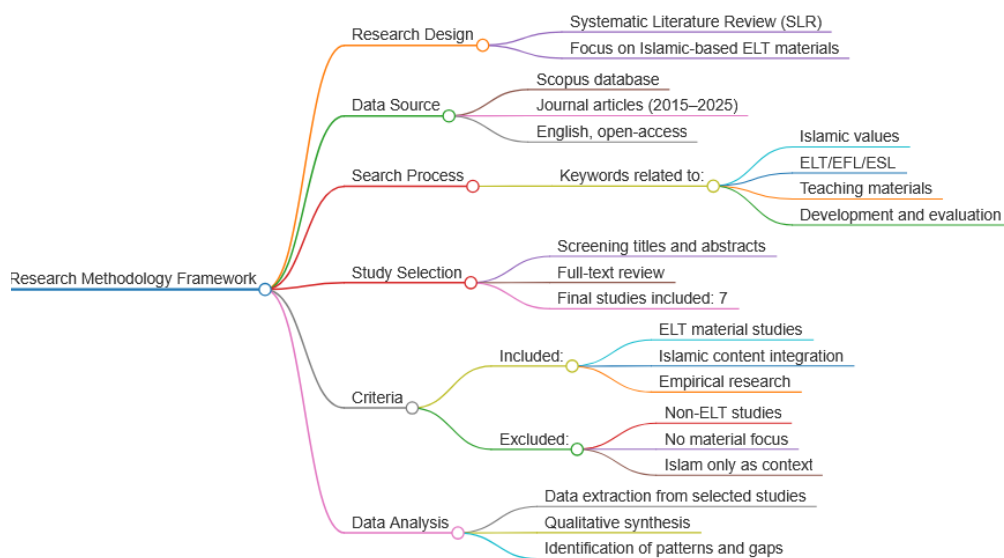 Research Methodology Framework
Research Design
Systematic Literature Review (SLR)
Focus on Islamic-based ELT materials
Data Source
Scopus database
Journal articles (2015–2025)
English, open-access
Search Process
Keywords related to:
Islamic values
ELT/EFL/ESL
Teaching materials
Development and evaluation
Study Selection
Screening titles and abstracts
Full-text review
Final studies included: 7
Criteria
Included:
ELT material studies
Islamic content integration
Empirical research
Excluded:
Non-ELT studies
No material focus
Islam only as context
Data Analysis
Data extraction from selected studies
Qualitative synthesis
Identification of patterns and gaps